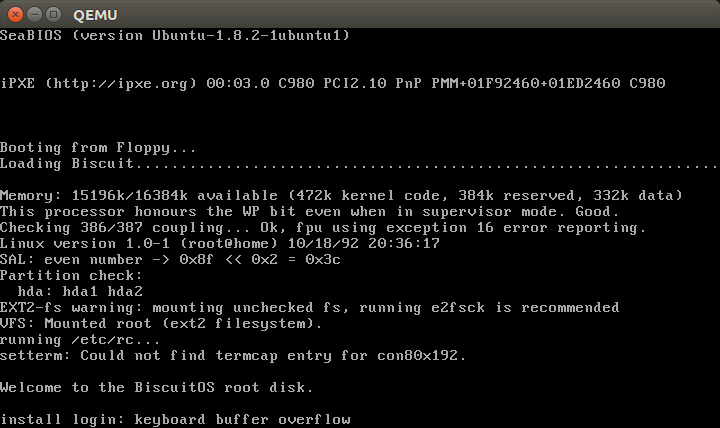 QEMU
SeaBIOS (version Ubuntu-1.8.2-1ubuntu1)
iPXE (http://ipxe.org) 00:03.0 C980 PCI2.10 PnP PMM+01F92460+01ED2460 C980
Booting from Floppy...
Loading Biscuit.................................................................
Memory: 15196k/16384k available (472k kernel code, 384k reserved, 332k data)
This processor honours the WP bit even when in supervisor mode. Good.
Checking 386/387 coupling... Ok, fpu using exception 16 error reporting.
Linux version 1.0-1 (root@home) 10/18/92 20:36:17
SAL: even number -> 0x8f << 0x2 = 0x3c
Partition check:
  hda: hda1 hda2
EXT2-fs warning: mounting unchecked fs, running e2fsck is recommended
VFS: Mounted root (ext2 filesystem).
running /etc/rc...
setterm: Could not find termcap entry for con80x192.
Welcome to the BiscuitOS root disk.
install login: keyboard buffer overflow